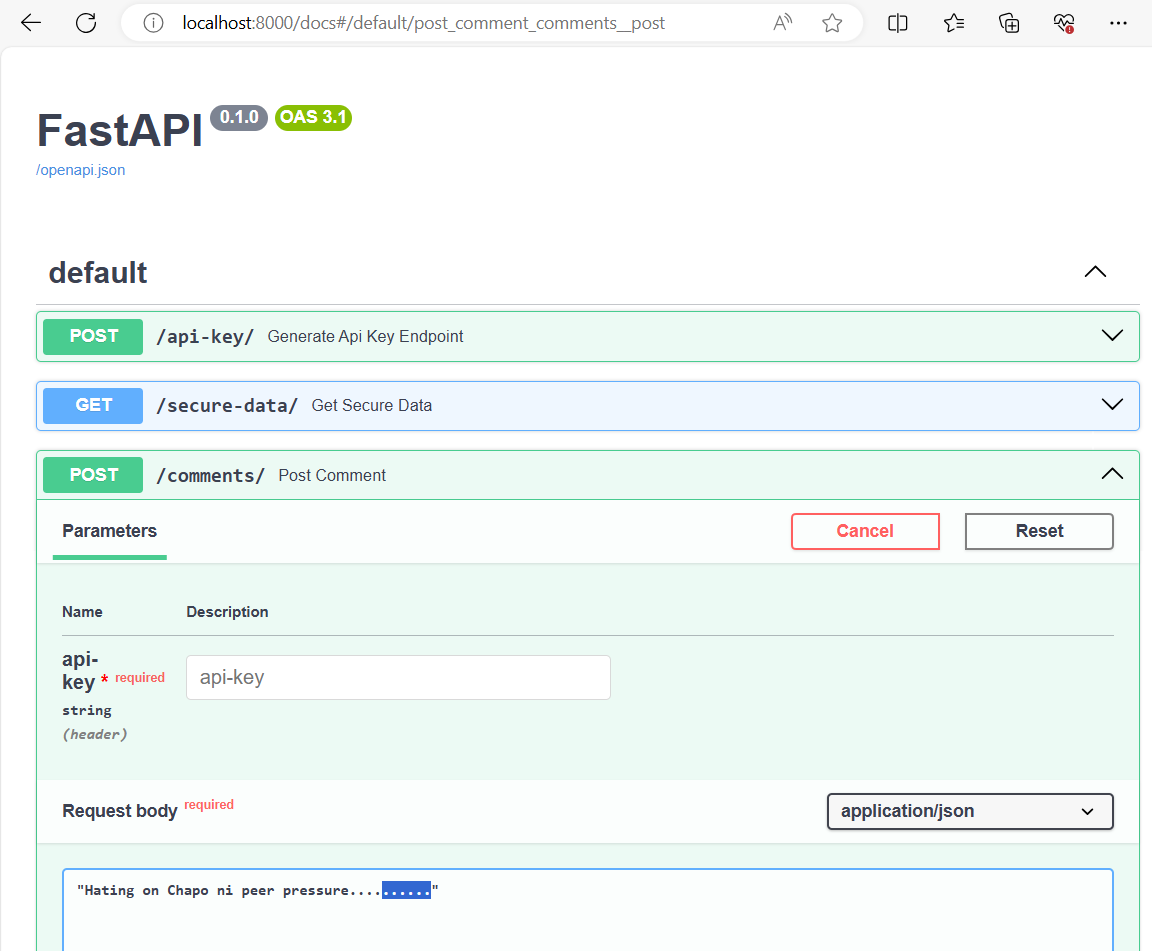 localhost:8000/docs#/default/post_comment_comments__post
FastAPI 0.1.0 OAS 3.1
/openapi.json
default
POST /api-key/ Generate Api Key Endpoint
GET /secure-data/ Get Secure Data
POST /comments/ Post Comment
Parameters Cancel Reset
Name Description
api-
key * required api-key
string
(header)
Request body required application/json
"Hating on Chapo ni peer pressure.........."